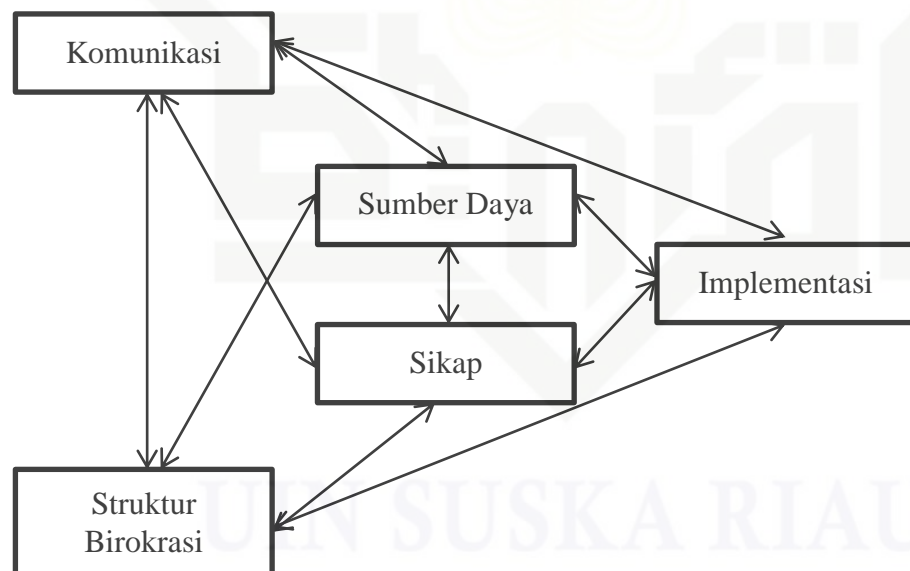 Komunikasi
Sumber Daya
Implementasi
Sikap
Struktur
Birokrasi
UIN SUSKA RIAU